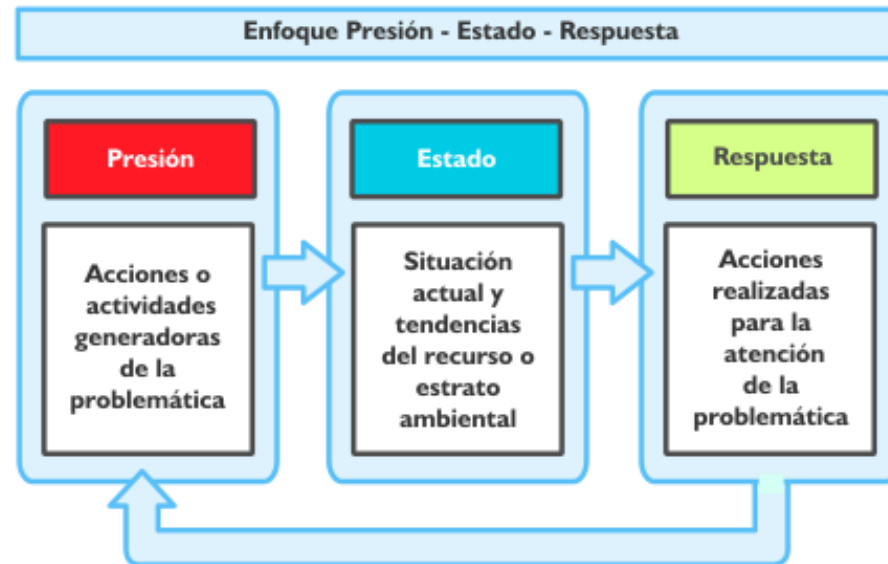 Enfoque Presión - Estado - Respuesta
Presión
Acciones o
actividades
generadoras
de la
problemática
Estado
Situación
actual y
tendencias
del recurso o
estrato
ambiental
Respuesta
Acciones
realizadas
para la
atención
de la
problemática